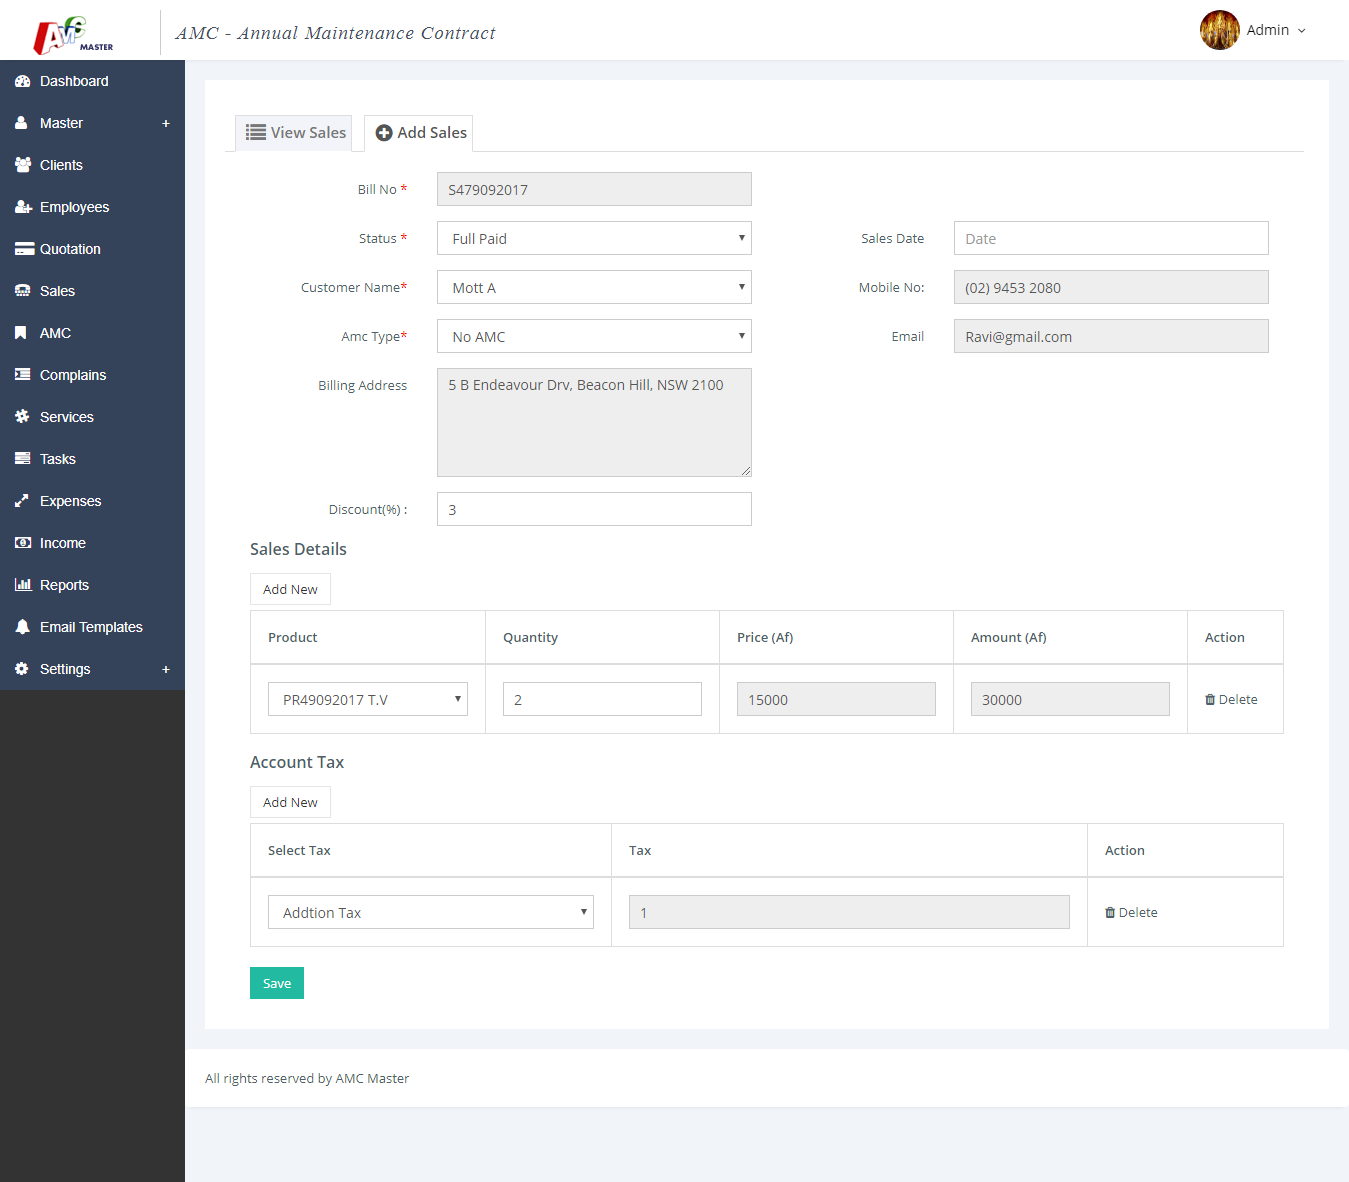 AMC MASTER
AMC - Annual Maintenance Contract
Admin
Dashboard
Master +
Clients
Employees
Quotation
Sales
AMC
Complains
Services
Tasks
Expenses
Income
Reports
Email Templates
Settings +
View Sales
Add Sales
Bill No * S479092017
Status * Full Paid
Sales Date Date
Customer Name* Mott A
Mobile No: (02) 9453 2080
Amc Type* No AMC
Email Ravi@gmail.com
Billing Address 5 B Endeavour Drv, Beacon Hill, NSW 2100
Discount(%) : 3
Sales Details
Add New
Product Quantity Price (Af) Amount (Af) Action
PR49092017 T.V 2 15000 30000 Delete
Account Tax
Add New
Select Tax Tax Action
Addtion Tax 1 Delete
Save
All rights reserved by AMC Master